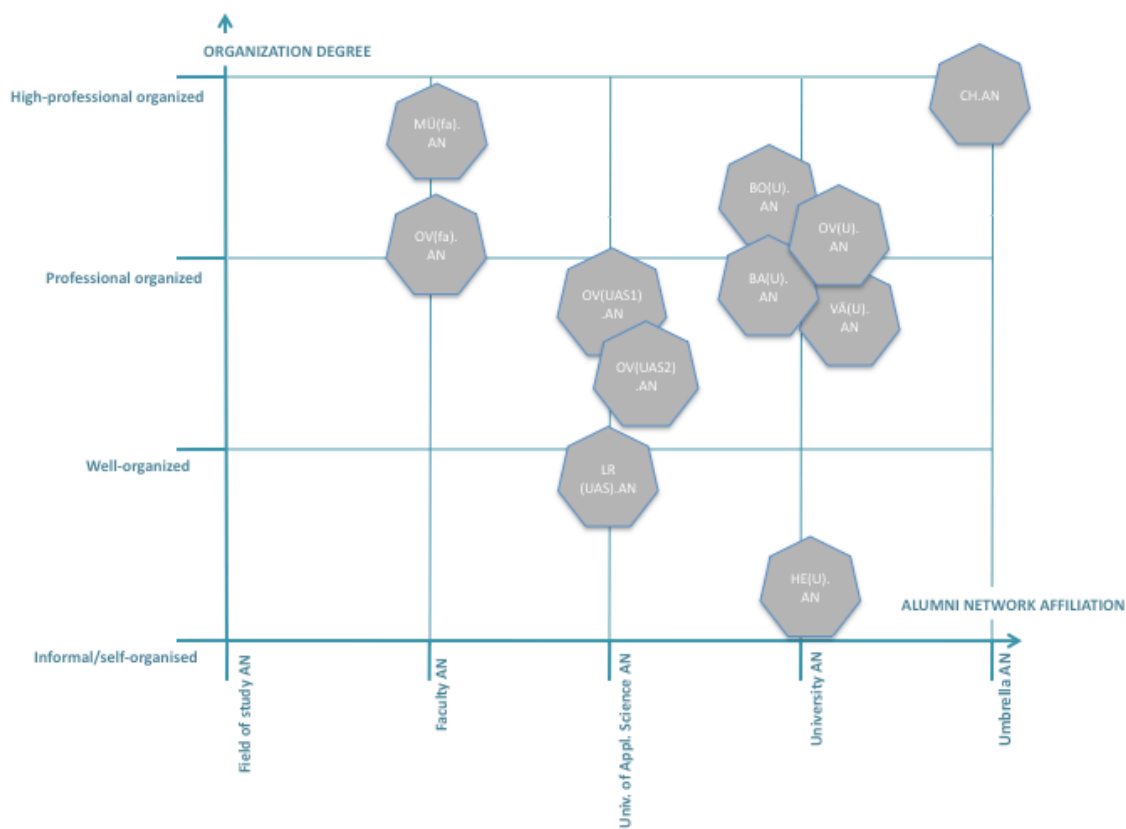 ORGANIZATION DEGREE
High-professional organized
CH.AN
MÜ(fa).
AN
BO(U).
AN
OV(fa).
AN
OV(U).
AN
Professional organized
BA(U).
AN
OV(UAS1)
.AN
VÄ(U).
AN
OV(UAS2)
.AN
Well-organized
LR
(UAS).AN
HE(U).
AN
ALUMNI NETWORK AFFILIATION
Informal/self-organised
Field of study AN
Faculty AN
Univ. of Appl. Science AN
University AN
Umbrella AN